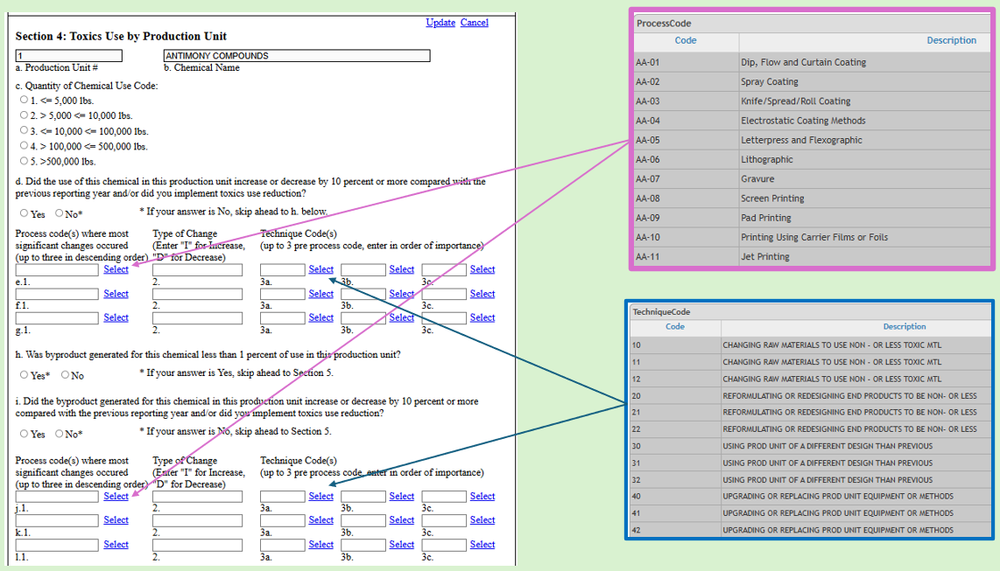 Update Cancel
Section 4: Toxics Use by Production Unit
1 ANTIMONY COMPOUNDS
a. Production Unit # b. Chemical Name
c. Quantity of Chemical Use Code:
1. <= 5,000 lbs.
2. > 5,000 <= 10,000 lbs.
3. <= 10,000 <= 100,000 lbs.
4. > 100,000 <= 500,000 lbs.
5. >500,000 lbs.
d. Did the use of this chemical in this production unit increase or decrease by 10 percent or more compared with the
previous reporting year and/or did you implement toxics use reduction?
Yes No* * If your answer is No, skip ahead to h. below.
Process code(s) where most Type of Change Technique Code(s)
significant changes occured (Enter "I" for Increase, (up to 3 pre process code, enter in order of importance)
(up to three in descending order) "D" for Decrease)
Select Select Select Select
e.1. 2. 3a. 3b. 3c.
Select Select Select Select
f.1. 2. 3a. 3b. 3c.
Select Select Select Select
g.1. 2. 3a. 3b. 3c.
h. Was byproduct generated for this chemical less than 1 percent of use in this production unit?
Yes* No * If your answer is Yes, skip ahead to Section 5.
i. Did the byproduct generated for this chemical in this production unit increase or decrease by 10 percent or more
compared with the previous reporting year and/or did you implement toxics use reduction?
Yes No* * If your answer is No, skip ahead to Section 5.
Process code(s) where most Type of Change Technique Code(s)
significant changes occured (Enter "I" for Increase, (up to 3 pre process code, enter in order of importance)
(up to three in descending order) "D" for Decrease)
Select Select Select Select
j.1. 2. 3a. 3b. 3c.
Select Select Select Select
k.1. 2. 3a. 3b. 3c.
Select Select Select Select
l.1. 2. 3a. 3b. 3c.
ProcessCode
Code Description
AA-01 Dip, Flow and Curtain Coating
AA-02 Spray Coating
AA-03 Knife/Spread/Roll Coating
AA-04 Electrostatic Coating Methods
AA-05 Letterpress and Flexographic
AA-06 Lithographic
AA-07 Gravure
AA-08 Screen Printing
AA-09 Pad Printing
AA-10 Printing Using Carrier Films or Foils
AA-11 Jet Printing
TechniqueCode
Code Description
10 CHANGING RAW MATERIALS TO USE NON - OR LESS TOXIC MTL
11 CHANGING RAW MATERIALS TO USE NON - OR LESS TOXIC MTL
12 CHANGING RAW MATERIALS TO USE NON - OR LESS TOXIC MTL
20 REFORMULATING OR REDESIGNING END PRODUCTS TO BE NON- OR LESS
21 REFORMULATING OR REDESIGNING END PRODUCTS TO BE NON- OR LESS
22 REFORMULATING OR REDESIGNING END PRODUCTS TO BE NON- OR LESS
30 USING PROD UNIT OF A DIFFERENT DESIGN THAN PREVIOUS
31 USING PROD UNIT OF A DIFFERENT DESIGN THAN PREVIOUS
32 USING PROD UNIT OF A DIFFERENT DESIGN THAN PREVIOUS
40 UPGRADING OR REPLACING PROD UNIT EQUIPMENT OR METHODS
41 UPGRADING OR REPLACING PROD UNIT EQUIPMENT OR METHODS
42 UPGRADING OR REPLACING PROD UNIT EQUIPMENT OR METHODS